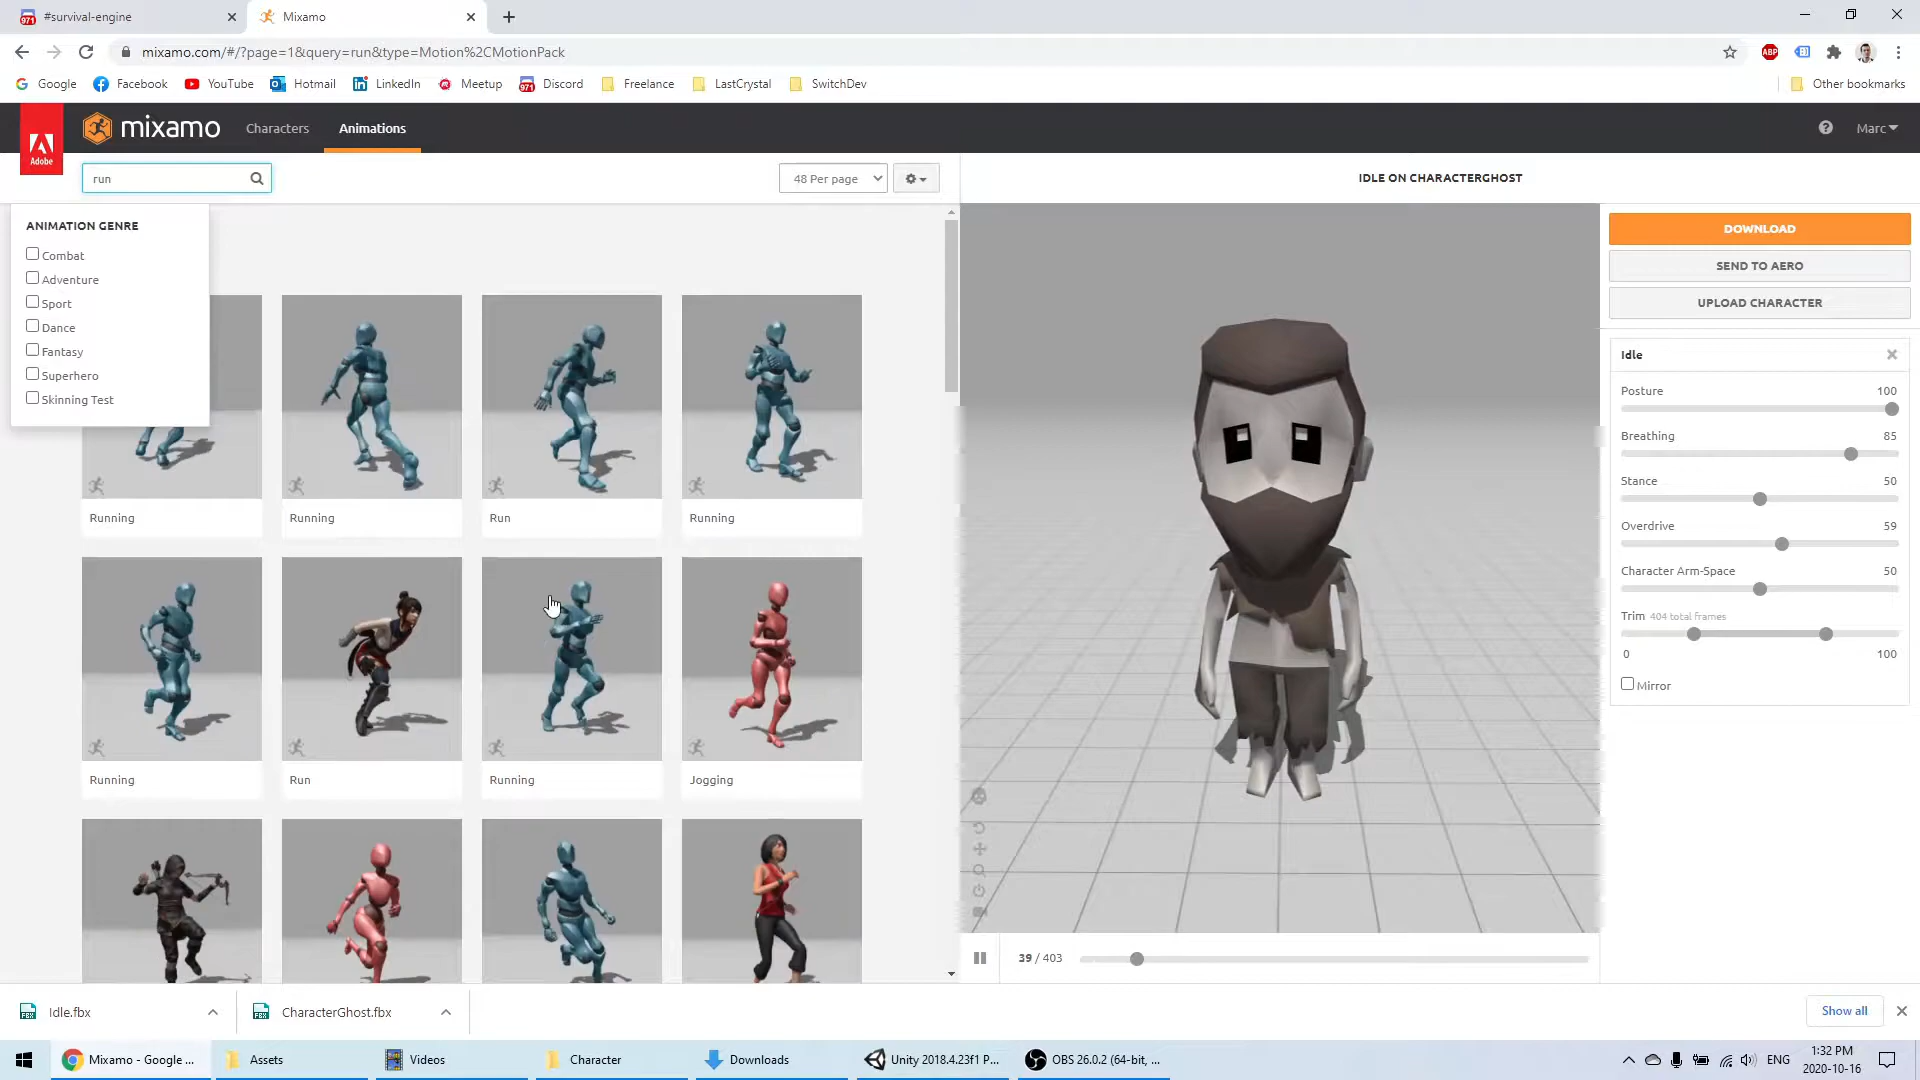 #survival-engine
Mixamo
mixamo.com/#/?page=1&query=run&type=Motion%2CMotionPack
ABP
Google
Facebook
YouTube
Hotmail
LinkedIn
Meetup
Discord
Freelance
LastCrystal
SwitchDev
Other bookmarks
Adobe
mixamo
Characters
Animations
Marc
run
48 Per page
IDLE ON CHARACTERGHOST
ANIMATION GENRE
Combat
Adventure
Sport
Dance
Fantasy
Superhero
Skinning Test
DOWNLOAD
SEND TO AERO
UPLOAD CHARACTER
Idle
Posture 100
Breathing 85
Stance 50
Overdrive 59
Character Arm-Space 50
Trim 404 total frames
0 100
Mirror
Running
Running
Run
Running
Running
Run
Running
Jogging
39 / 403
Idle.fbx
CharacterGhost.fbx
Show all
Mixamo - Google ...
Assets
Videos
Character
Downloads
Unity 2018.4.23f1 P...
OBS 26.0.2 (64-bit, ...
ENG
1:32 PM
2020-10-16